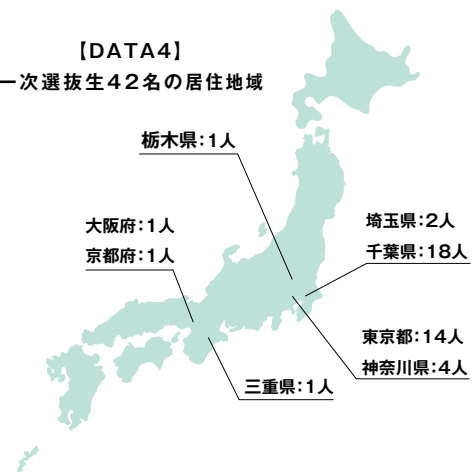 【DATA4】
一次選抜生42名の居住地域
栃木県:1人
大阪府:1人
京都府:1人
埼玉県:2人
千葉県:18人
東京都:14人
神奈川県:4人
三重県:1人